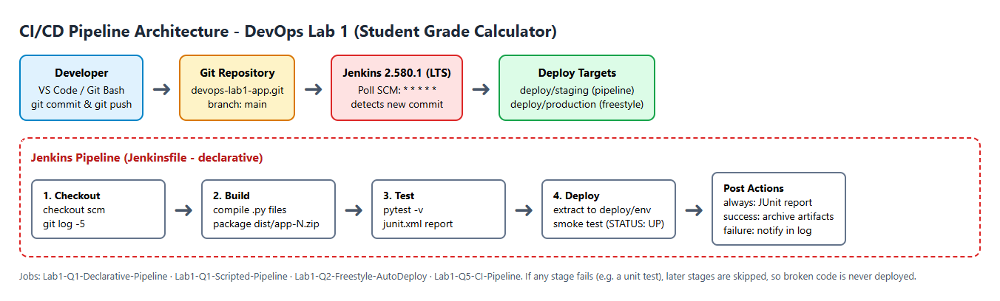 CI/CD Pipeline Architecture - DevOps Lab 1 (Student Grade Calculator)
Developer
VS Code / Git Bash
git commit & git push
Git Repository
devops-lab1-app.git
branch: main
Jenkins 2.580.1 (LTS)
Poll SCM: * * * * *
detects new commit
Deploy Targets
deploy/staging (pipeline)
deploy/production (freestyle)
Jenkins Pipeline (Jenkinsfile - declarative)
1. Checkout
checkout scm
git log -5
2. Build
compile .py files
package dist/app-N.zip
3. Test
pytest -v
junit.xml report
4. Deploy
extract to deploy/env
smoke test (STATUS: UP)
Post Actions
always: JUnit report
success: archive artifacts
failure: notify in log
Jobs: Lab1-Q1-Declarative-Pipeline · Lab1-Q1-Scripted-Pipeline · Lab1-Q2-Freestyle-AutoDeploy · Lab1-Q5-CI-Pipeline. If any stage fails (e.g. a unit test), later stages are skipped, so broken code is never deployed.